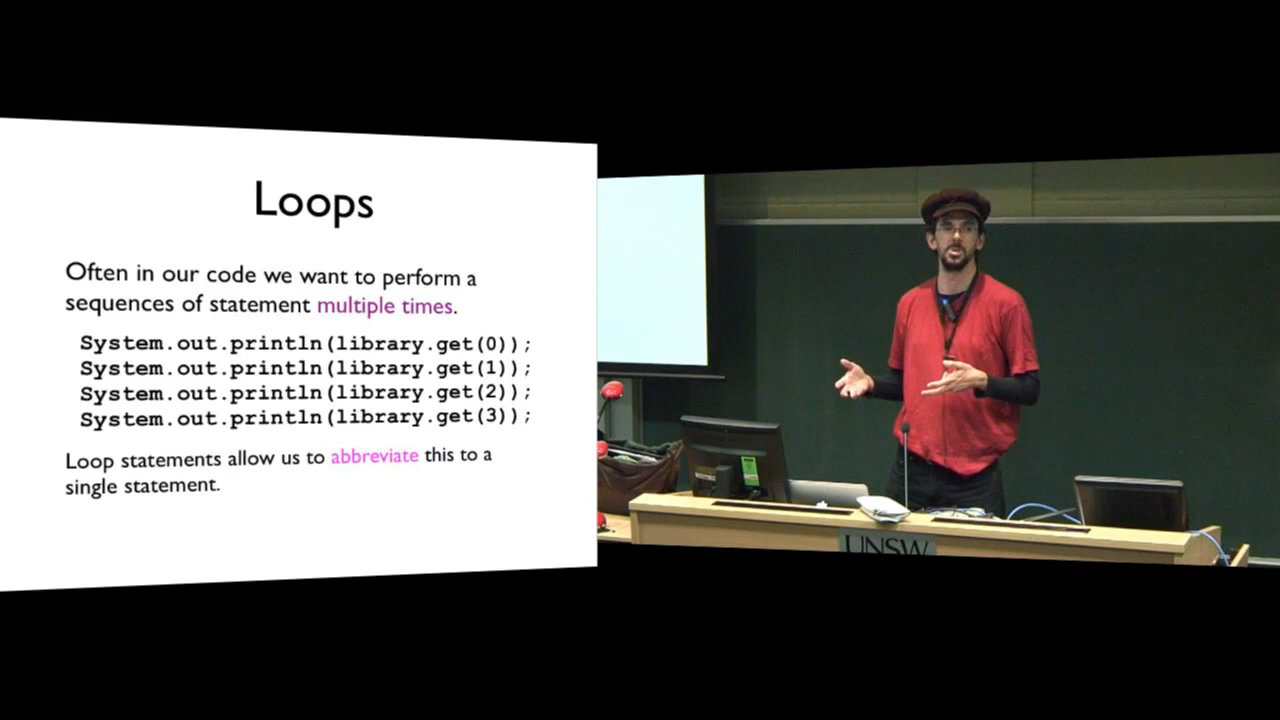 Loops
Often in our code we want to perform a
sequences of statement multiple times.
System.out.println(library.get(0));
System.out.println(library.get(1));
System.out.println(library.get(2));
System.out.println(library.get(3));
Loop statements allow us to abbreviate this to a
single statement.
UNSW